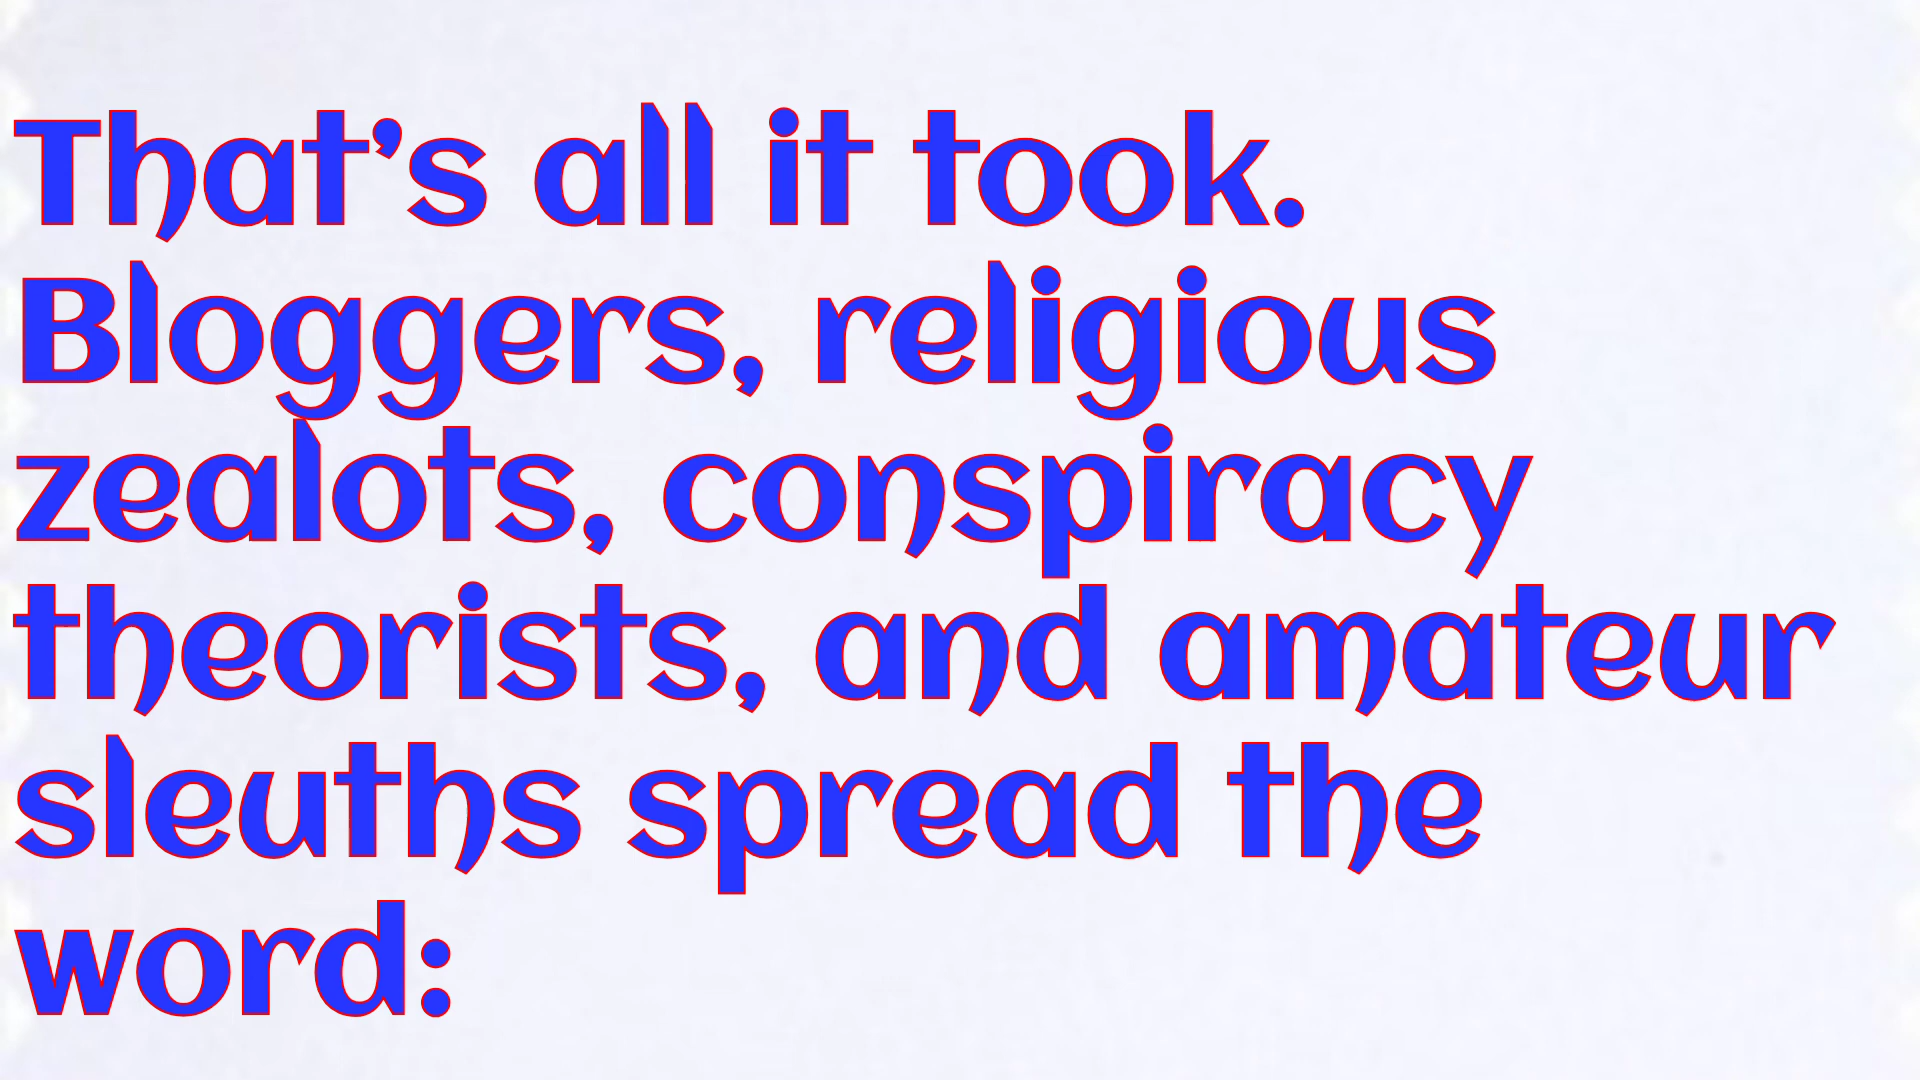 That’s all it took.
Bloggers, religious
zealots, conspiracy
theorists, and amateur
sleuths spread the
word: